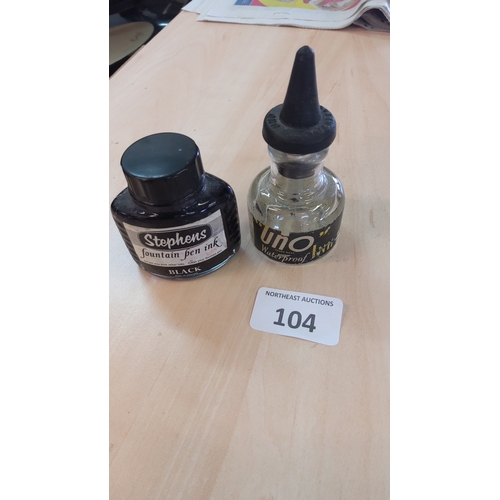 Stephens
fountain pen ink
BLACK
UNO
Waterproof
NORTHEAST AUCTIONS
104